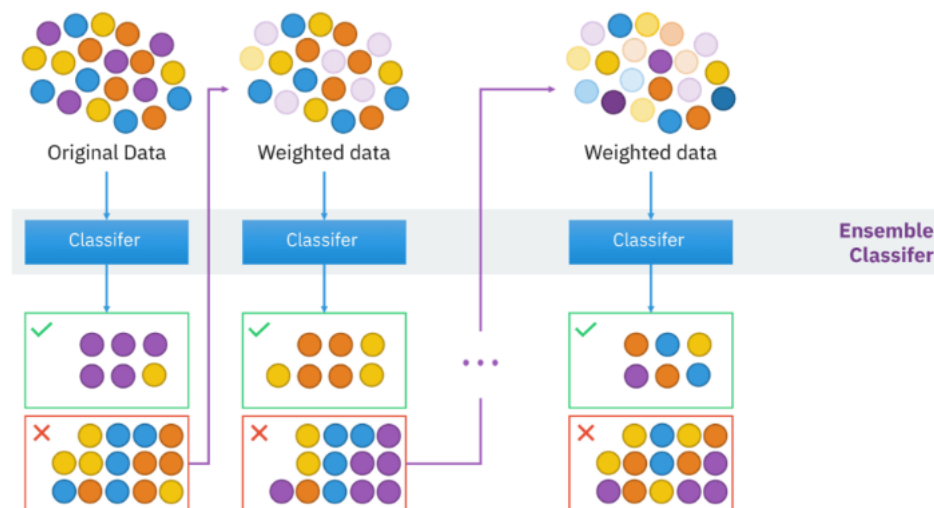 Original Data
Weighted data
Weighted data
Classifer
Classifer
Classifer
Ensemble
Classifer